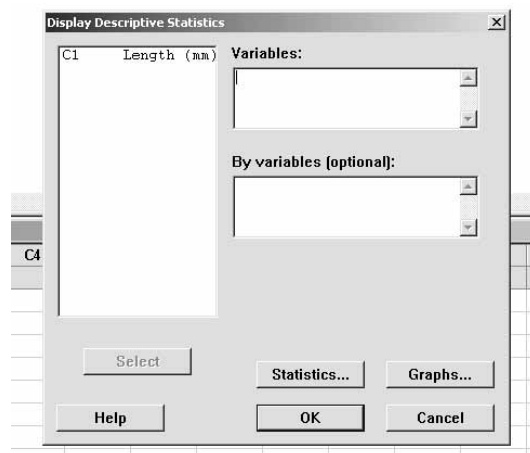 Display Descriptive Statistics
C1 Length (mm)
Variables:
By variables (optional):
C4
Select
Statistics...
Graphs...
Help
OK
Cancel